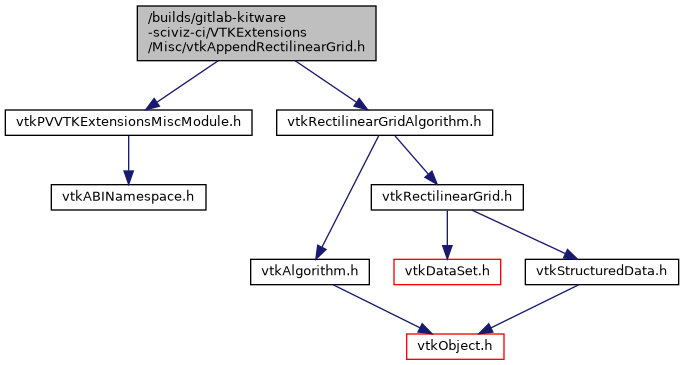 /builds/gitlab-kitware
-sciviz-ci/VTKExtensions
/Misc/vtkAppendRectilinearGrid.h
vtkPVVTKExtensionsMiscModule.h
vtkRectilinearGridAlgorithm.h
vtkABINamespace.h
vtkRectilinearGrid.h
vtkAlgorithm.h
vtkDataSet.h
vtkStructuredData.h
vtkObject.h